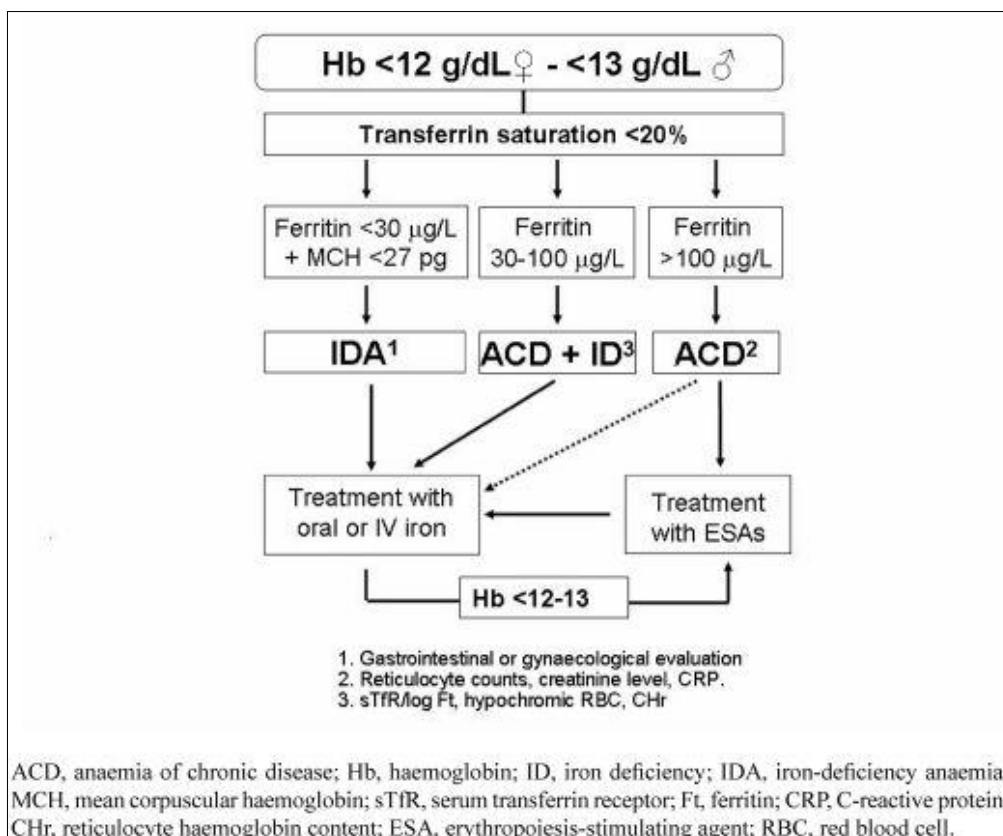 Hb <12 g/dL♀ - <13 g/dL ♂
Transferrin saturation <20%
Ferritin <30 μg/L
+ MCH <27 pg
Ferritin
30-100 μg/L
Ferritin
>100 μg/L
IDA¹
ACD + ID³
ACD²
Treatment with
oral or IV iron
Treatment
with ESAs
Hb <12-13
1. Gastrointestinal or gynaecological evaluation
2. Reticulocyte counts, creatinine level, CRP.
3. sTfR/log Ft, hypochromic RBC, CHr
ACD, anaemia of chronic disease; Hb, haemoglobin; ID, iron deficiency; IDA, iron-deficiency anaemia
MCH, mean corpuscular haemoglobin; sTfR, serum transferrin receptor; Ft, ferritin; CRP, C-reactive protein
CHr, reticulocyte haemoglobin content; ESA, erythropoiesis-stimulating agent; RBC, red blood cell.